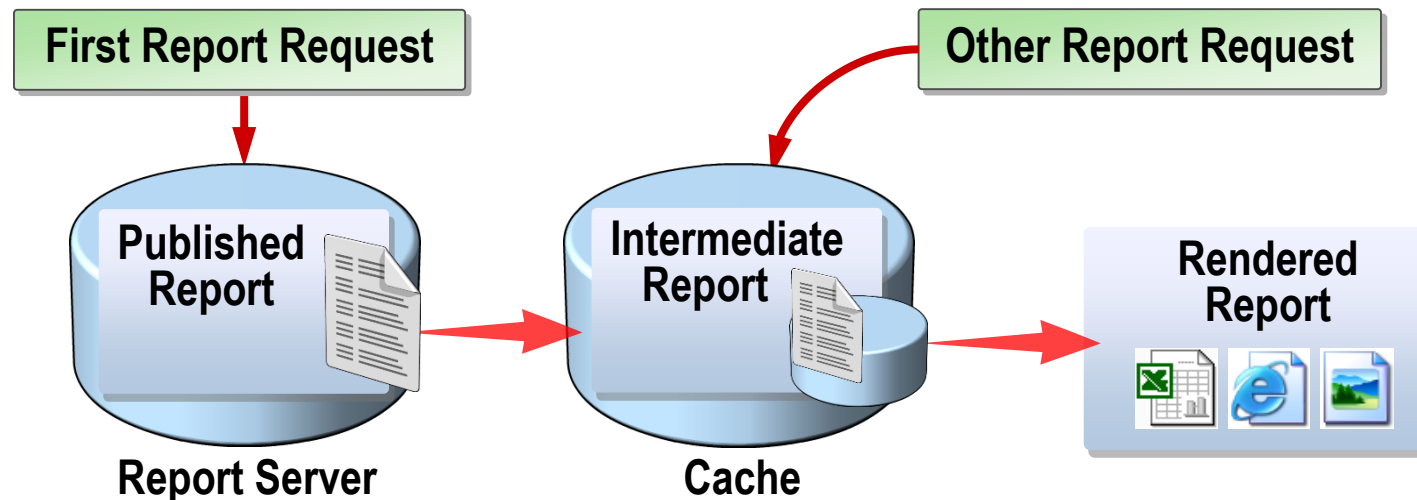 First Report Request
Other Report Request
Published
Report
Intermediate
Report
Rendered
Report
Report Server
Cache